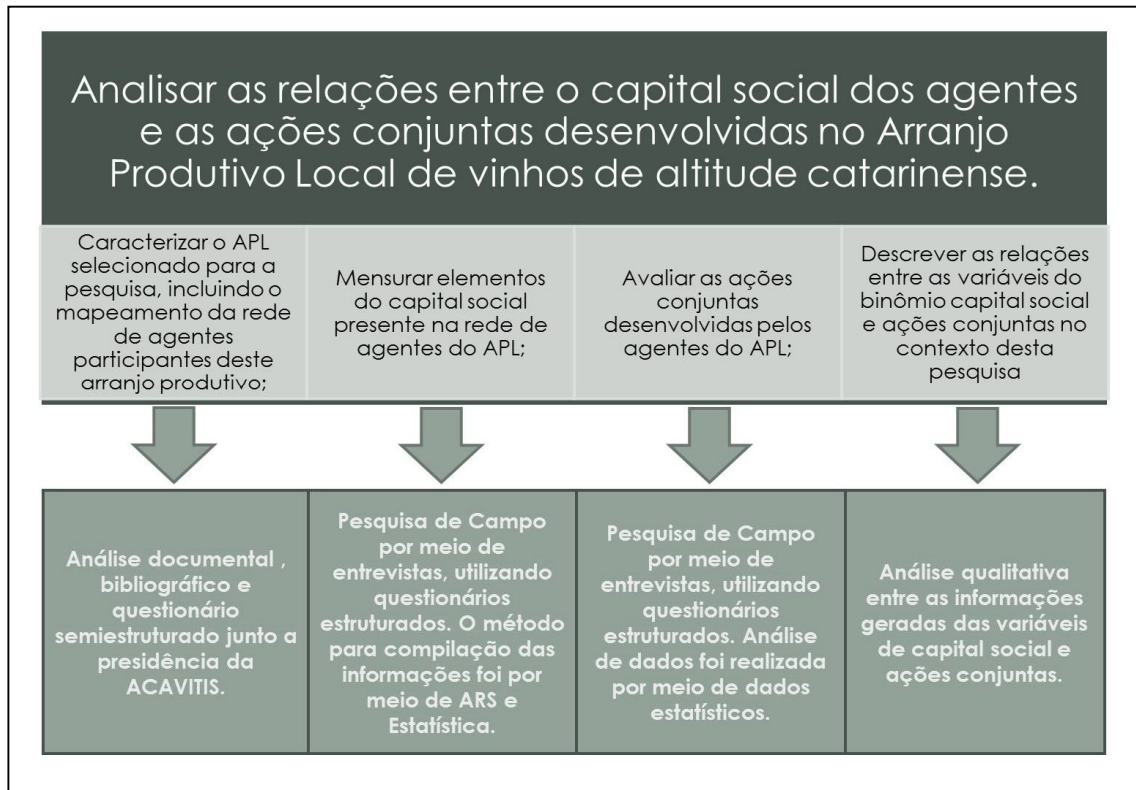 Analisar as relações entre o capital social dos agentes
e as ações conjuntas desenvolvidas no Arranjo
Produtivo Local de vinhos de altitude catarinense.
Caracterizar o APL
selecionado para a
pesquisa, incluindo o
mapeamento da rede
de agentes
participantes deste
arranjo produtivo;
Mensurar elementos
do capital social
presente na rede de
agentes do APL;
Avaliar as ações
conjuntas
desenvolvidas pelos
agentes do APL;
Descrever as relações
entre as variáveis do
binômio capital social
e ações conjuntas no
contexto desta
pesquisa
Análise documental ,
bibliográfico e
questionário
semiestruturado junto a
presidência da
ACAVITIS.
Pesquisa de Campo
por meio de
entrevistas, utilizando
questionários
estruturados. O método
para compilação das
informações foi por
meio de ARS e
Estatística.
Pesquisa de Campo
por meio de
entrevistas, utilizando
questionários
estruturados. Análise
de dados foi realizada
por meio de dados
estatísticos.
Análise qualitativa
entre as informações
geradas das variáveis
de capital social e
ações conjuntas.